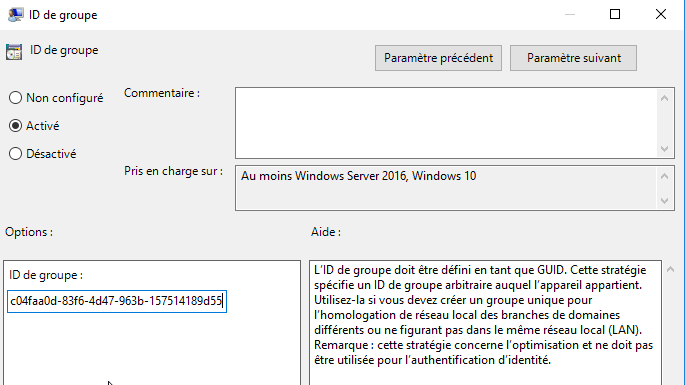 ID de groupe
ID de groupe
Paramètre précédent
Paramètre suivant
Non configuré
Commentaire :
Activé
Désactivé
Pris en charge sur :
Au moins Windows Server 2016, Windows 10
Options :
Aide :
ID de groupe :
c04faa0d-83f6-4d47-963b-157514189d55
L'ID de groupe doit être défini en tant que GUID. Cette stratégie
spécifie un ID de groupe arbitraire auquel l'appareil appartient.
Utilisez-la si vous devez créer un groupe unique pour
l'homologation de réseau local des branches de domaines
différents ou ne figurant pas dans le même réseau local (LAN).
Remarque : cette stratégie concerne l'optimisation et ne doit pas
être utilisée pour l'authentification d'identité.